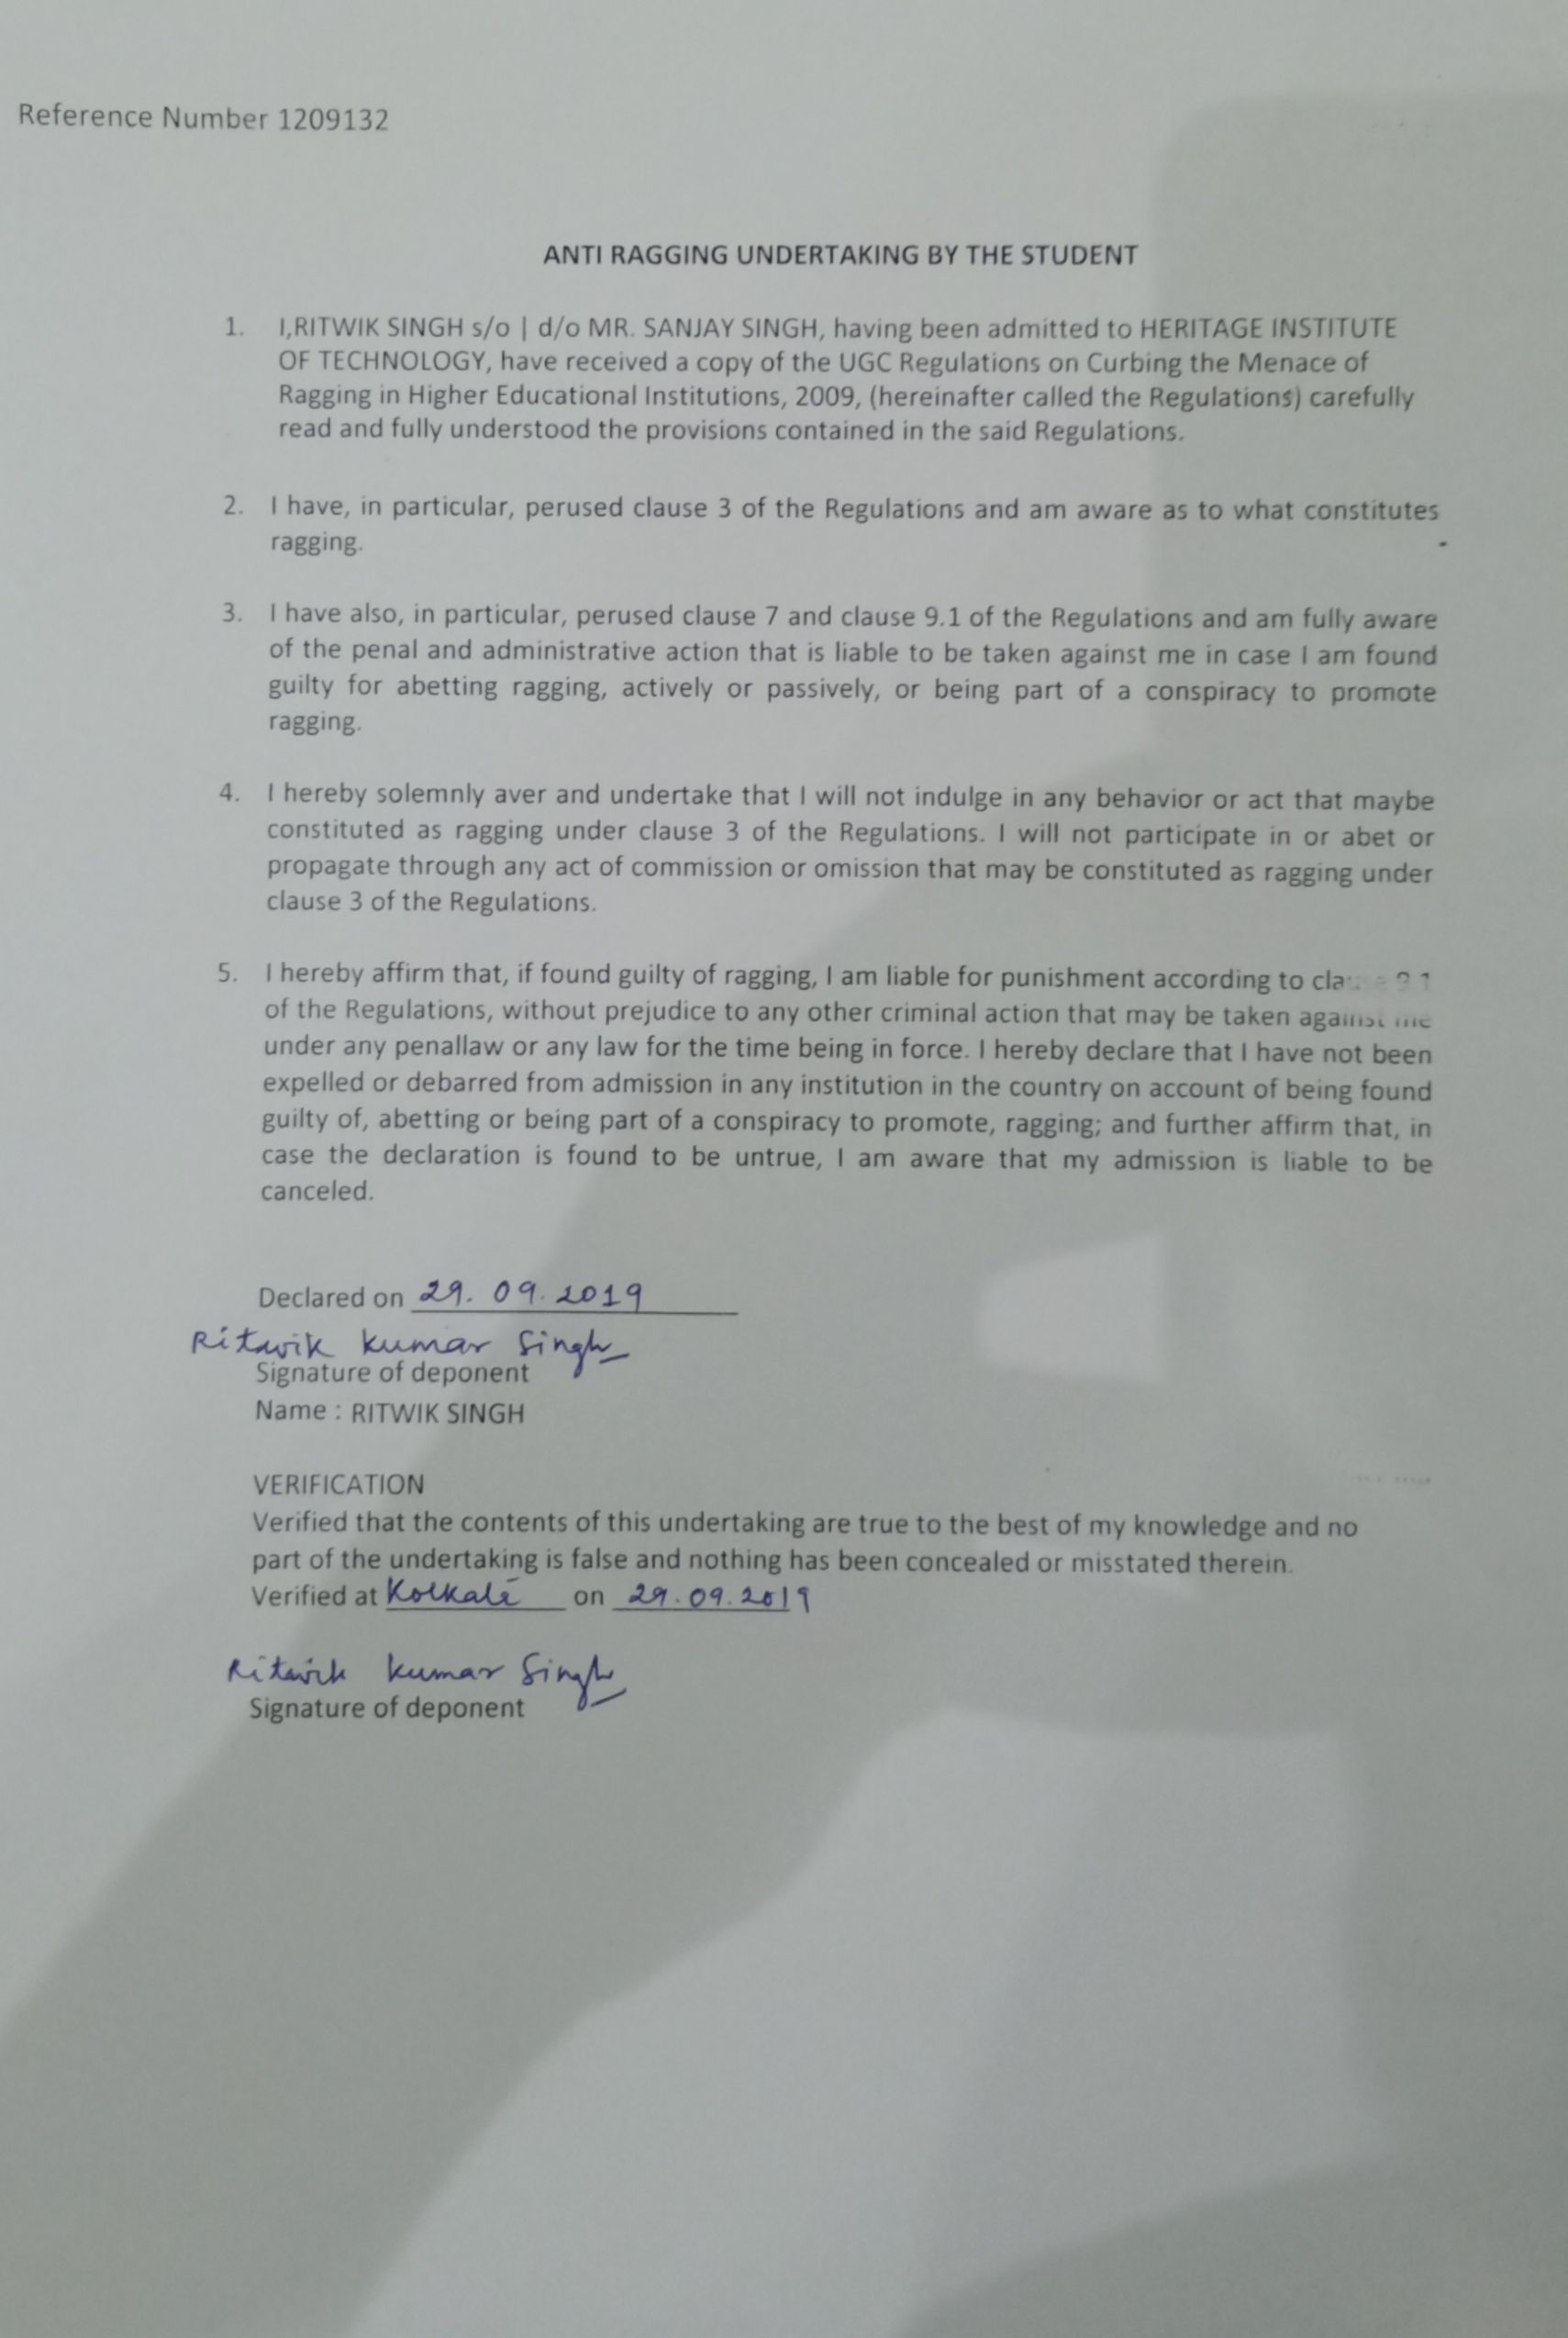 Reference Number 1209132
ANTI RAGGING UNDERTAKING BY THE STUDENT
1. I,RITWIK SINGH s/o | d/o MR. SANJAY SINGH, having been admitted to HERITAGE INSTITUTE
OF TECHNOLOGY, have received a copy of the UGC Regulations on Curbing the Menace of
Ragging in Higher Educational Institutions, 2009, (hereinafter called the Regulations) carefully
read and fully understood the provisions contained in the said Regulations.
2. I have, in particular, perused clause 3 of the Regulations and am aware as to what constitutes
ragging.
3. I have also, in particular, perused clause 7 and clause 9.1 of the Regulations and am fully aware
of the penal and administrative action that is liable to be taken against me in case I am found
guilty for abetting ragging, actively or passively, or being part of a conspiracy to promote
ragging.
4. I hereby solemnly aver and undertake that I will not indulge in any behavior or act that maybe
constituted as ragging under clause 3 of the Regulations. I will not participate in or abet or
propagate through any act of commission or omission that may be constituted as ragging under
clause 3 of the Regulations.
5. I hereby affirm that, if found guilty of ragging, I am liable for punishment according to clause 9.1
of the Regulations, without prejudice to any other criminal action that may be taken against me
under any penallaw or any law for the time being in force. I hereby declare that I have not been
expelled or debarred from admission in any institution in the country on account of being found
guilty of, abetting or being part of a conspiracy to promote, ragging; and further affirm that, in
case the declaration is found to be untrue, I am aware that my admission is liable to be
canceled.
Declared on 29.09.2019
Ritwik Kumar Singh
Signature of deponent
Name : RITWIK SINGH
VERIFICATION
Verified that the contents of this undertaking are true to the best of my knowledge and no
part of the undertaking is false and nothing has been concealed or misstated therein.
Verified at Kolkata on 29.09.2019
Ritwik Kumar Singh
Signature of deponent